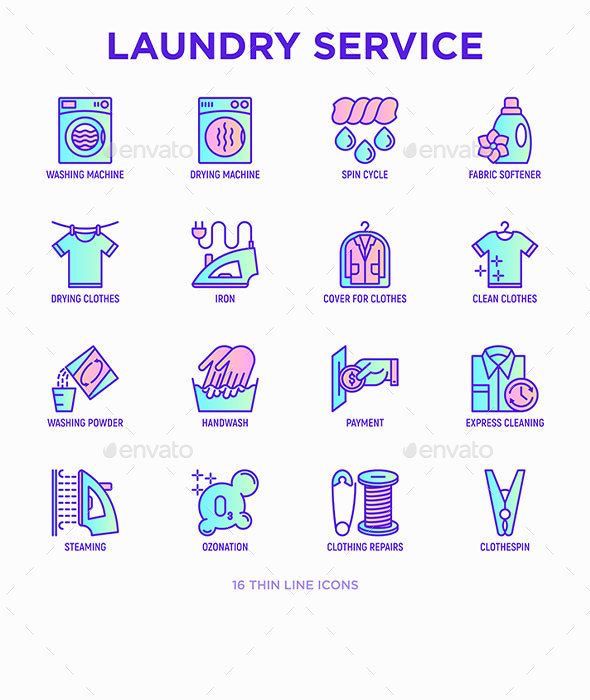 LAUNDRY SERVICE
WASHING MACHINE
DRYING MACHINE
SPIN CYCLE
FABRIC SOFTENER
envato
envato
DRYING CLOTHES
IRON
COVER FOR CLOTHES
CLEAN CLOTHES
$
WASHING POWDER
HANDWASH
PAYMENT
EXPRESS CLEANING
envato
envato
O3
STEAMING
OZONATION
CLOTHING REPAIRS
CLOTHESPIN
16 THIN LINE ICONS